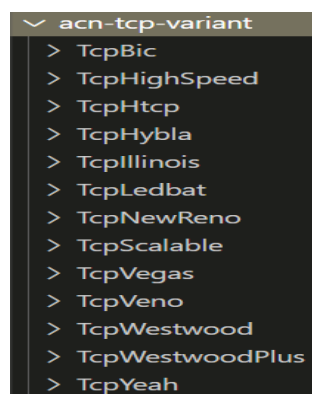 acn-tcp-variant
TcpBic
TcpHighSpeed
TcpHtcp
TcpHybla
TcpIllinois
TcpLedbat
TcpNewReno
TcpScalable
TcpVegas
TcpVeno
TcpWestwood
TcpWestwoodPlus
TcpYeah